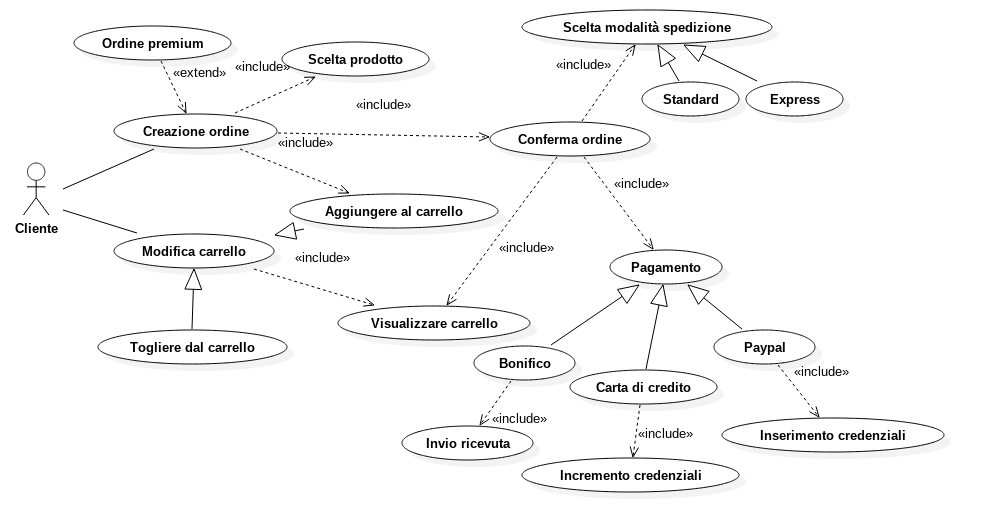 Scelta modalità spedizione
Ordine premium
Scelta prodotto
«include»
«include»
«extend»
Standard
Express
«include»
Creazione ordine
Conferma ordine
«include»
«include»
Aggiungere al carrello
Cliente
Modifica carrello
«include»
«include»
Pagamento
Visualizzare carrello
Togliere dal carrello
Paypal
Bonifico
«include»
Carta di credito
«include»
«include»
Inserimento credenziali
Invio ricevuta
Incremento credenziali